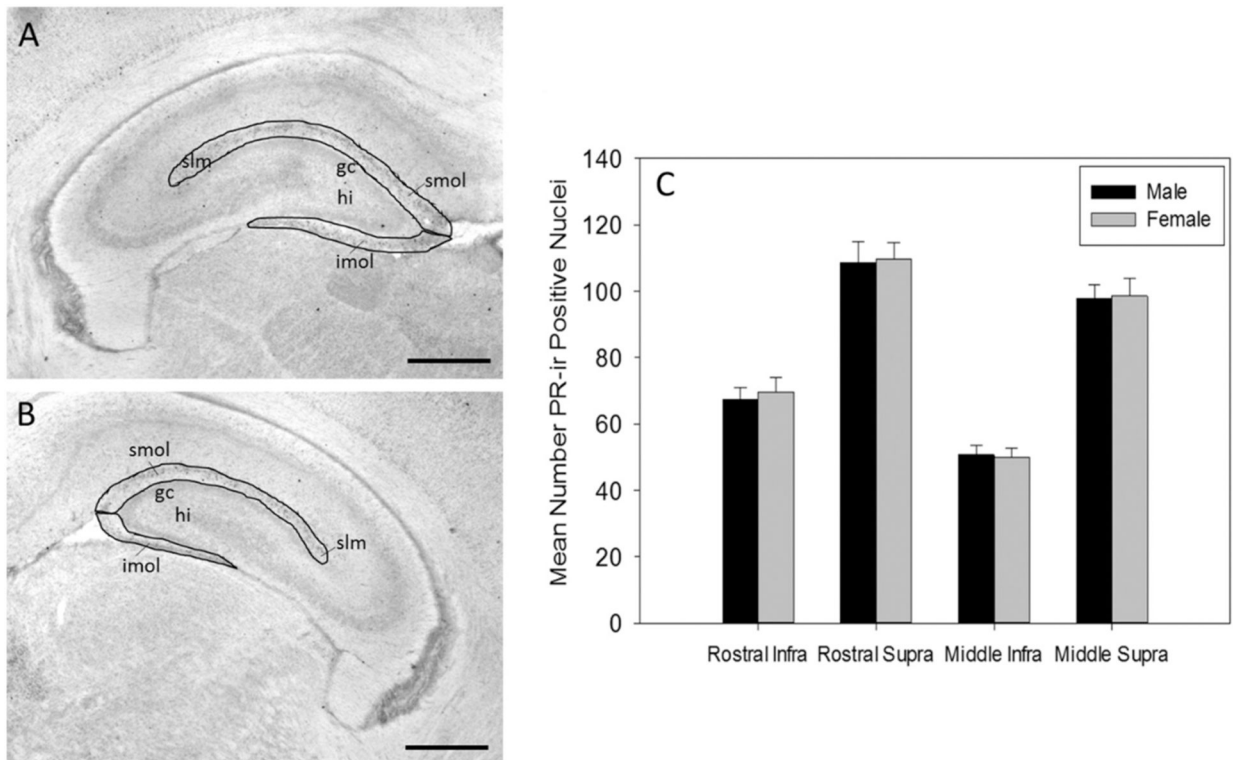 A
slm
gc
smol
hi
imol
B
smol
gc
hi
slm
imol
C
Mean Number PR-ir Positive Nuclei
140
120
100
80
60
40
20
0
Male
Female
Rostral Infra Rostral Supra Middle Infra Middle Supra